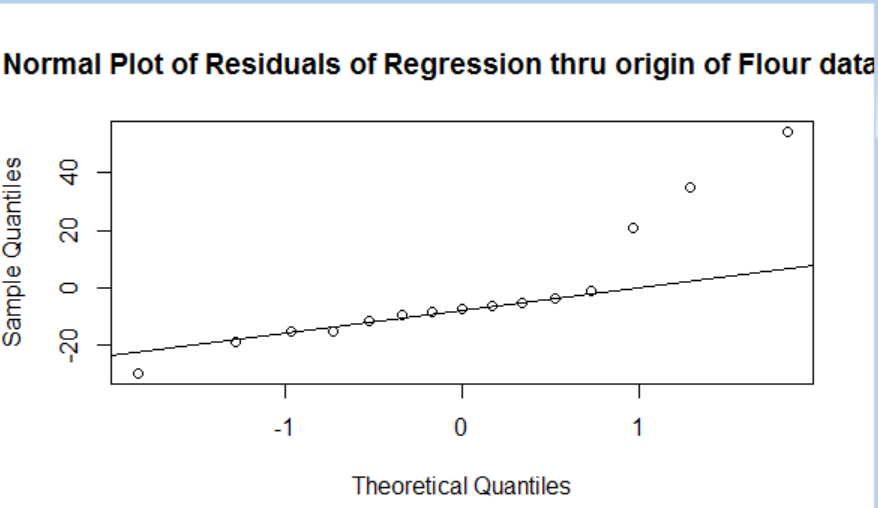 Normal Plot of Residuals of Regression thru origin of Flour data
Sample Quantiles
40
20
0
-20
-1
0
1
Theoretical Quantiles